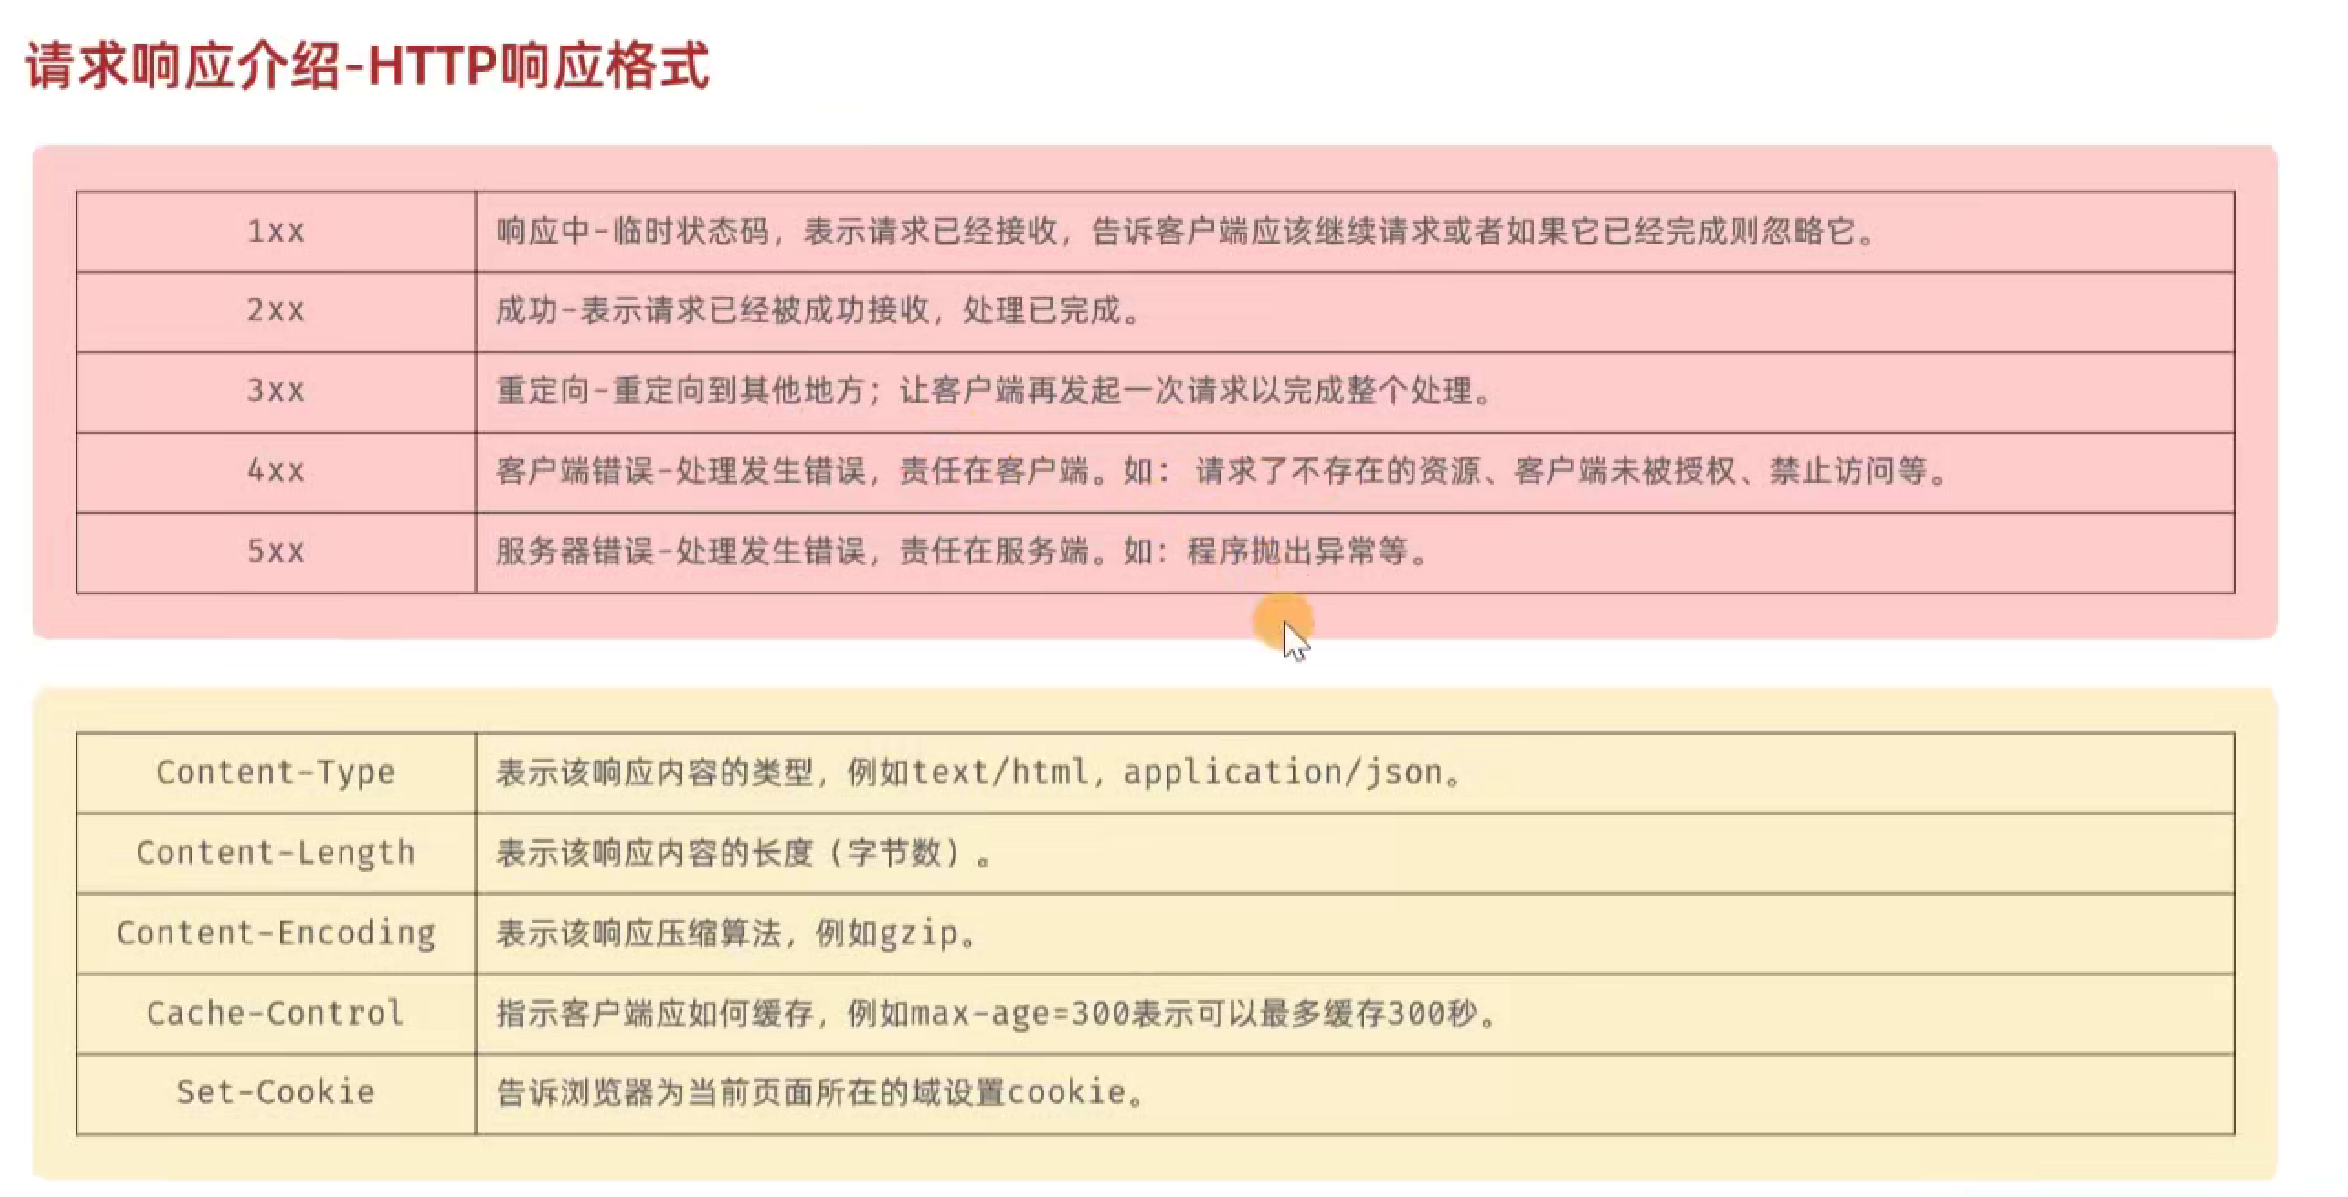 请求响应介绍-HTTP响应格式
1xx 响应中-临时状态码，表示请求已经接收，告诉客户端应该继续请求或者如果它已经完成则忽略它。
2xx 成功-表示请求已经被成功接收，处理已完成。
3xx 重定向-重定向到其他地方；让客户端再发起一次请求以完成整个处理。
4xx 客户端错误-处理发生错误，责任在客户端。如： 请求了不存在的资源、客户端未被授权、禁止访问等。
5xx 服务器错误-处理发生错误，责任在服务端。如：程序抛出异常等。
Content-Type 表示该响应内容的类型，例如text/html，application/json。
Content-Length 表示该响应内容的长度（字节数）。
Content-Encoding 表示该响应压缩算法，例如gzip。
Cache-Control 指示客户端应如何缓存，例如max-age=300表示可以最多缓存300秒。
Set-Cookie 告诉浏览器为当前页面所在的域设置cookie。